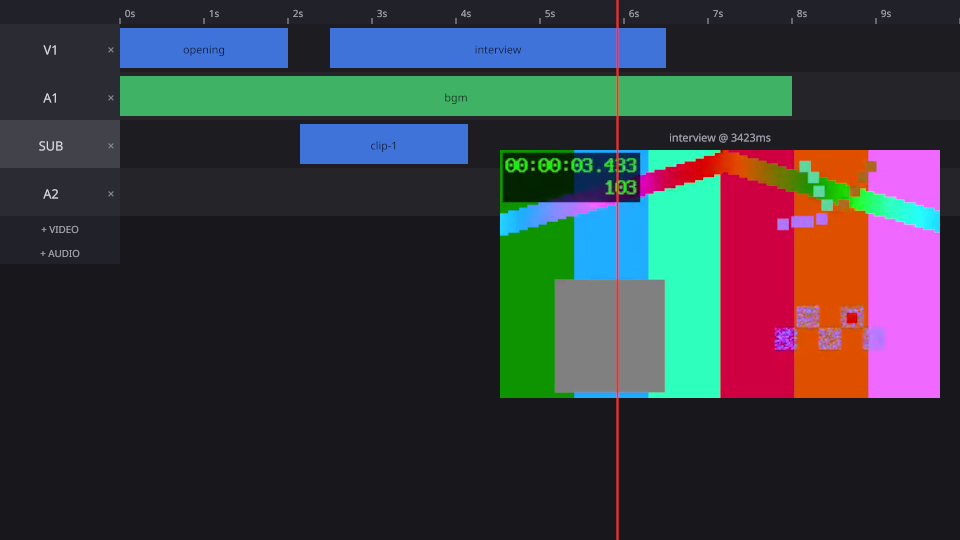 0s 1s 2s 3s 4s 5s 6s 7s 8s 9s
V1 × opening interview
A1 × bgm
SUB × clip-1
interview @ 3423ms
00:00:03.433
103
A2 ×
+ VIDEO
+ AUDIO